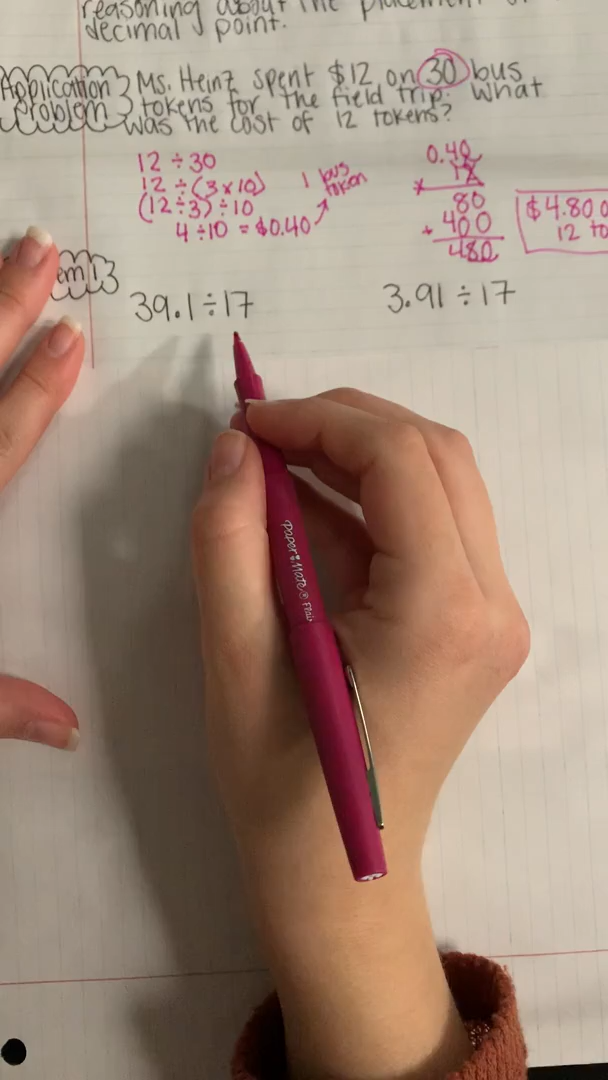 reasoning about the placement
decimal point.
Application Problem
Ms. Heinz spent $12 on 30 bus
tokens for the field trip. What
was the cost of 12 tokens?
12 ÷ 30
12 ÷ (3 x 10)
(12 ÷ 3) ÷ 10
4 ÷ 10 = $0.40
1 bus
token
0.40
x 12
80
+ 400
480
$4.80
12 to
em 13
39.1 ÷ 17
3.91 ÷ 17
Paper Mate® Flair